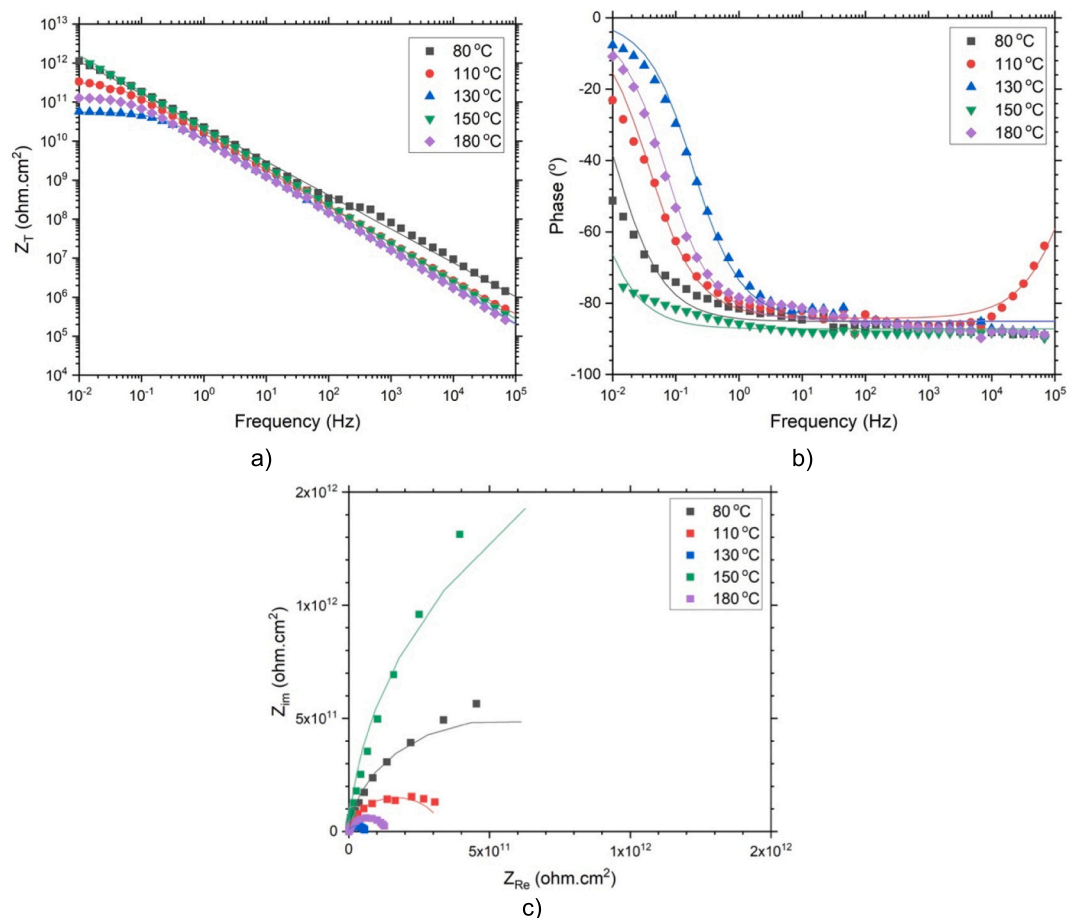 10¹³
10¹²
10¹¹
10¹⁰
10⁹
10⁸
10⁷
10⁶
10⁵
10⁴
Z_T (ohm.cm²)
80 °C
110 °C
130 °C
150 °C
180 °C
10⁻² 10⁻¹ 10⁰ 10¹ 10² 10³ 10⁴ 10⁵
Frequency (Hz)
a)
0
-20
-40
-60
-80
-100
Phase (°)
80 °C
110 °C
130 °C
150 °C
180 °C
10⁻² 10⁻¹ 10⁰ 10¹ 10² 10³ 10⁴ 10⁵
Frequency (Hz)
b)
2x10¹²
1x10¹²
5x10¹¹
0
Z_im (ohm.cm²)
80 °C
110 °C
130 °C
150 °C
180 °C
0 5x10¹¹ 1x10¹² 2x10¹²
Z_Re (ohm.cm²)
c)